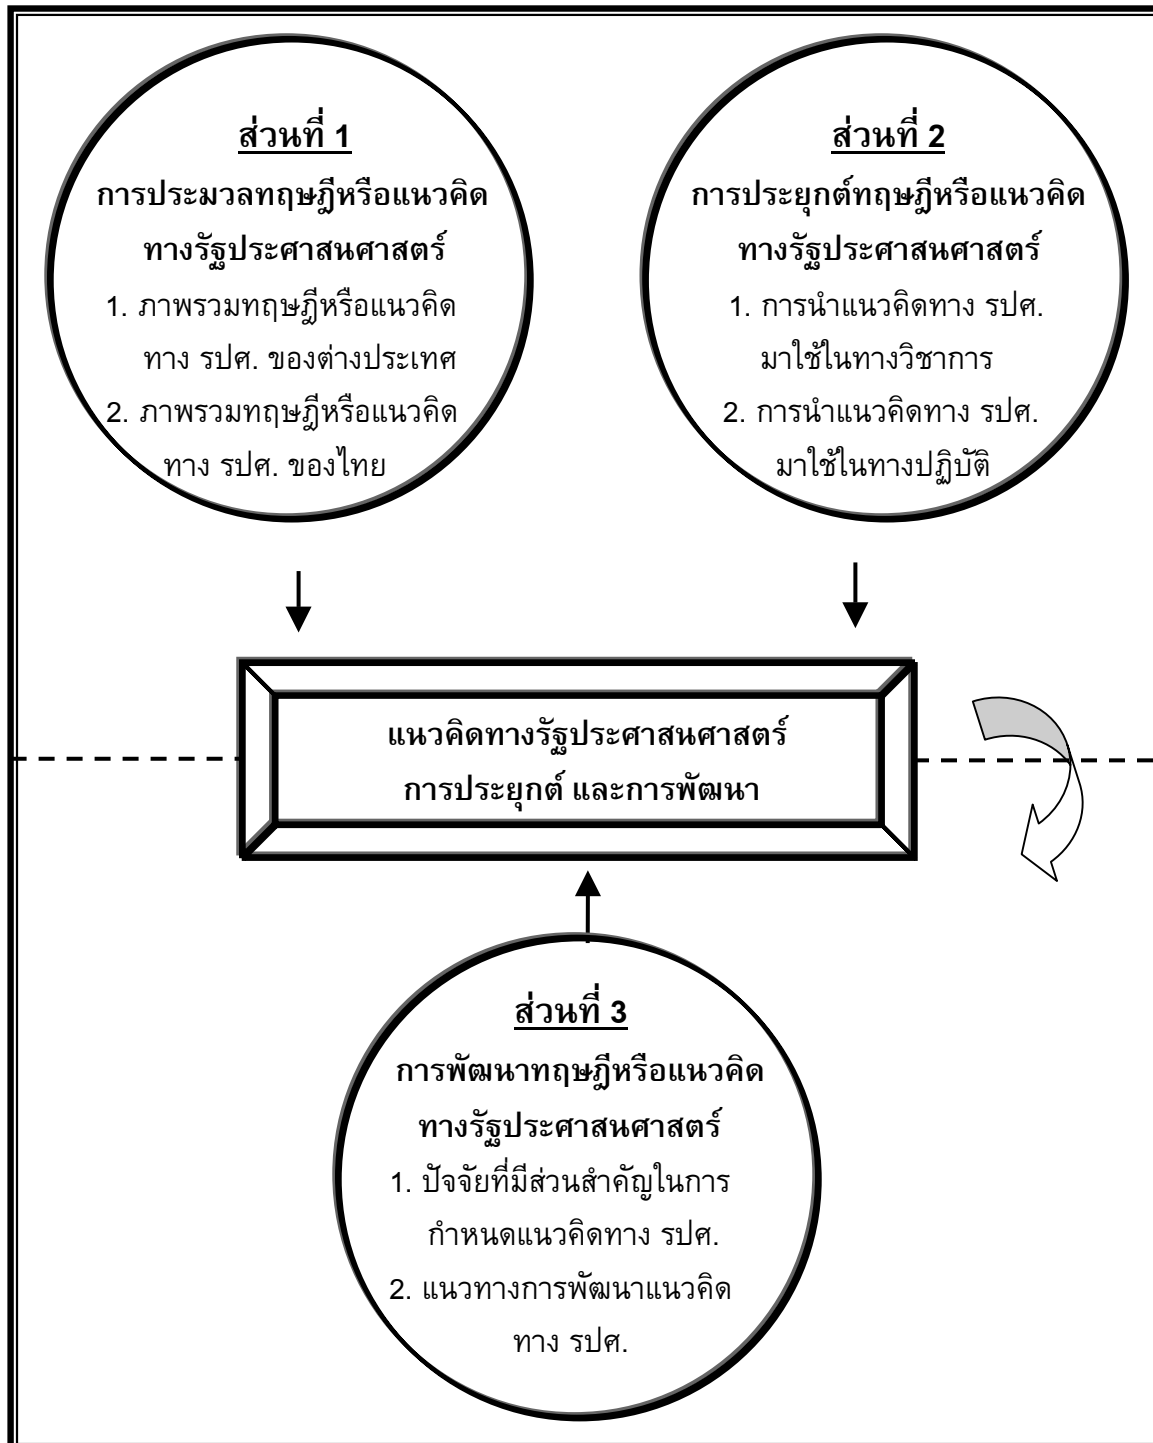 ส่วนที่ 1
การประมวลทฤษฎีหรือแนวคิด
ทางรัฐประศาสนศาสตร์
1. ภาพรวมทฤษฎีหรือแนวคิด
ทาง รปศ. ของต่างประเทศ
2. ภาพรวมทฤษฎีหรือแนวคิด
ทาง รปศ. ของไทย
ส่วนที่ 2
การประยุกต์ทฤษฎีหรือแนวคิด
ทางรัฐประศาสนศาสตร์
1. การนำแนวคิดทาง รปศ.
มาใช้ในทางวิชาการ
2. การนำแนวคิดทาง รปศ.
มาใช้ในทางปฏิบัติ
แนวคิดทางรัฐประศาสนศาสตร์
การประยุกต์ และการพัฒนา
ส่วนที่ 3
การพัฒนาทฤษฎีหรือแนวคิด
ทางรัฐประศาสนศาสตร์
1. ปัจจัยที่มีส่วนสำคัญในการ
กำหนดแนวคิดทาง รปศ.
2. แนวทางการพัฒนาแนวคิด
ทาง รปศ.